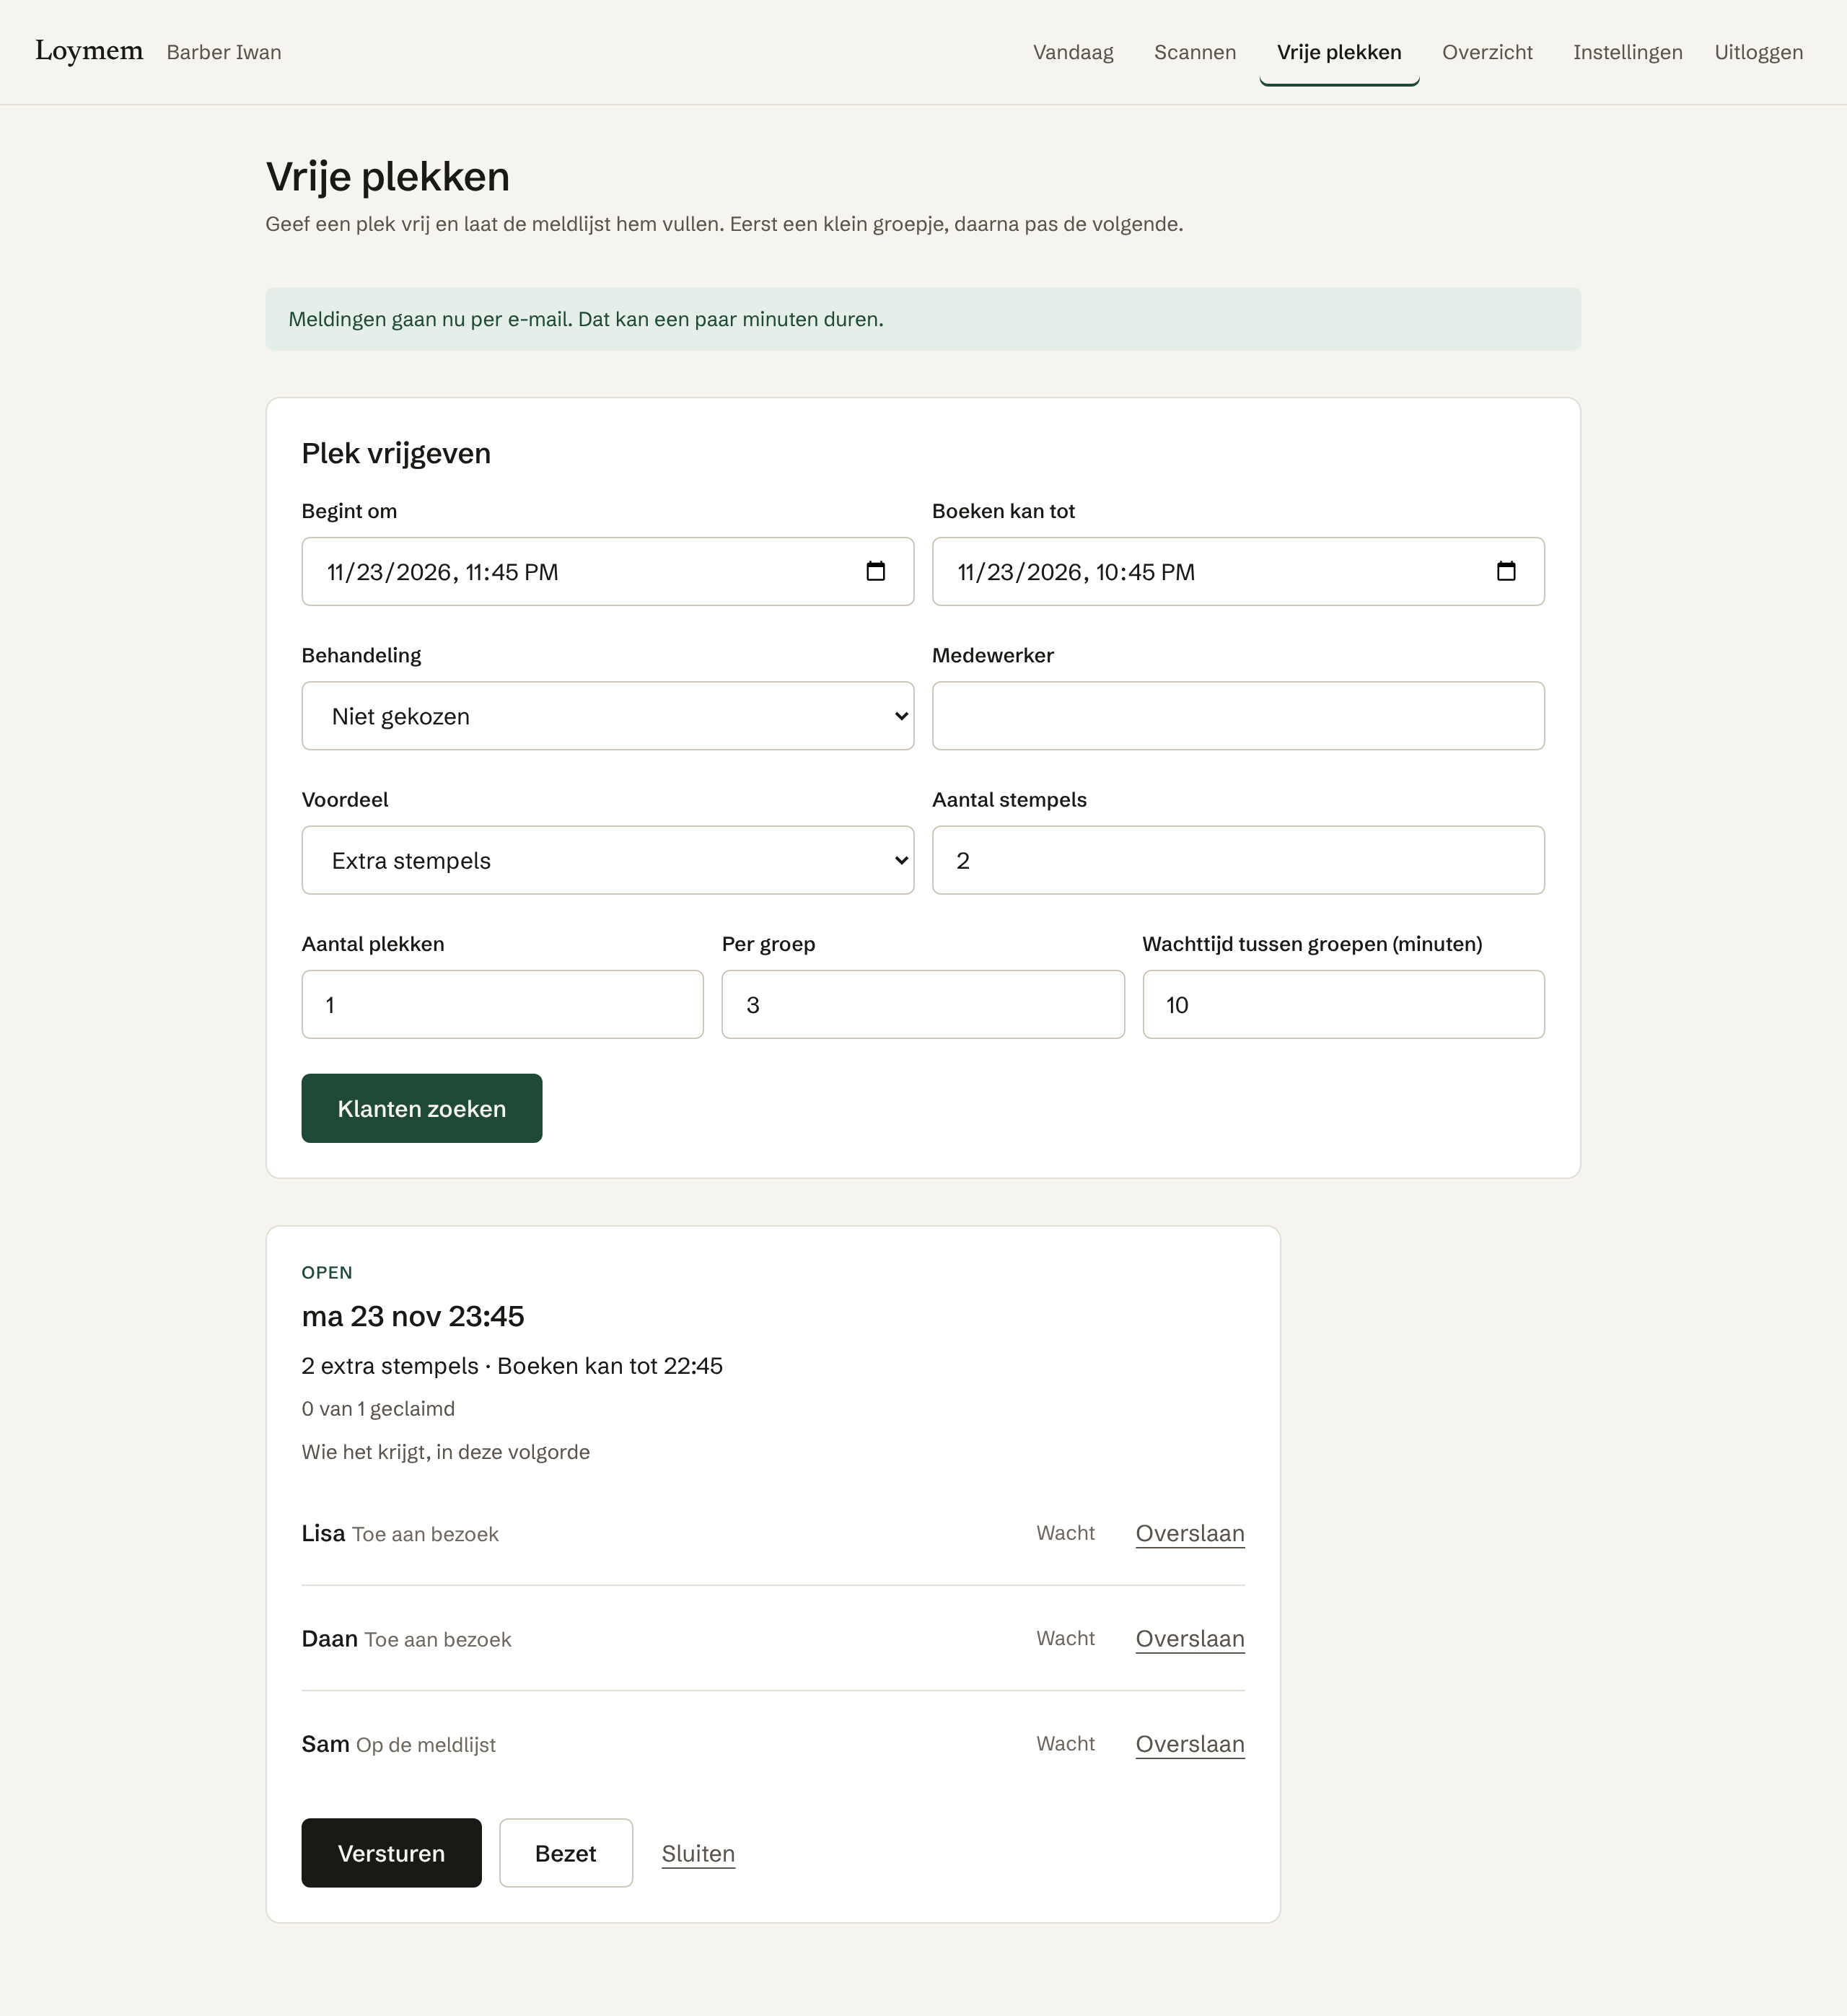 Loymem Barber Iwan Vandaag Scannen Vrije plekken Overzicht Instellingen Uitloggen
Vrije plekken
Geef een plek vrij en laat de meldlijst hem vullen. Eerst een klein groepje, daarna pas de volgende.
Meldingen gaan nu per e-mail. Dat kan een paar minuten duren.
Plek vrijgeven
Begint om Boeken kan tot
11/23/2026, 11:45 PM 11/23/2026, 10:45 PM
Behandeling Medewerker
Niet gekozen
Voordeel Aantal stempels
Extra stempels 2
Aantal plekken Per groep Wachttijd tussen groepen (minuten)
1 3 10
Klanten zoeken
OPEN
ma 23 nov 23:45
2 extra stempels · Boeken kan tot 22:45
0 van 1 geclaimd
Wie het krijgt, in deze volgorde
Lisa Toe aan bezoek Wacht Overslaan
Daan Toe aan bezoek Wacht Overslaan
Sam Op de meldlijst Wacht Overslaan
Versturen Bezet Sluiten